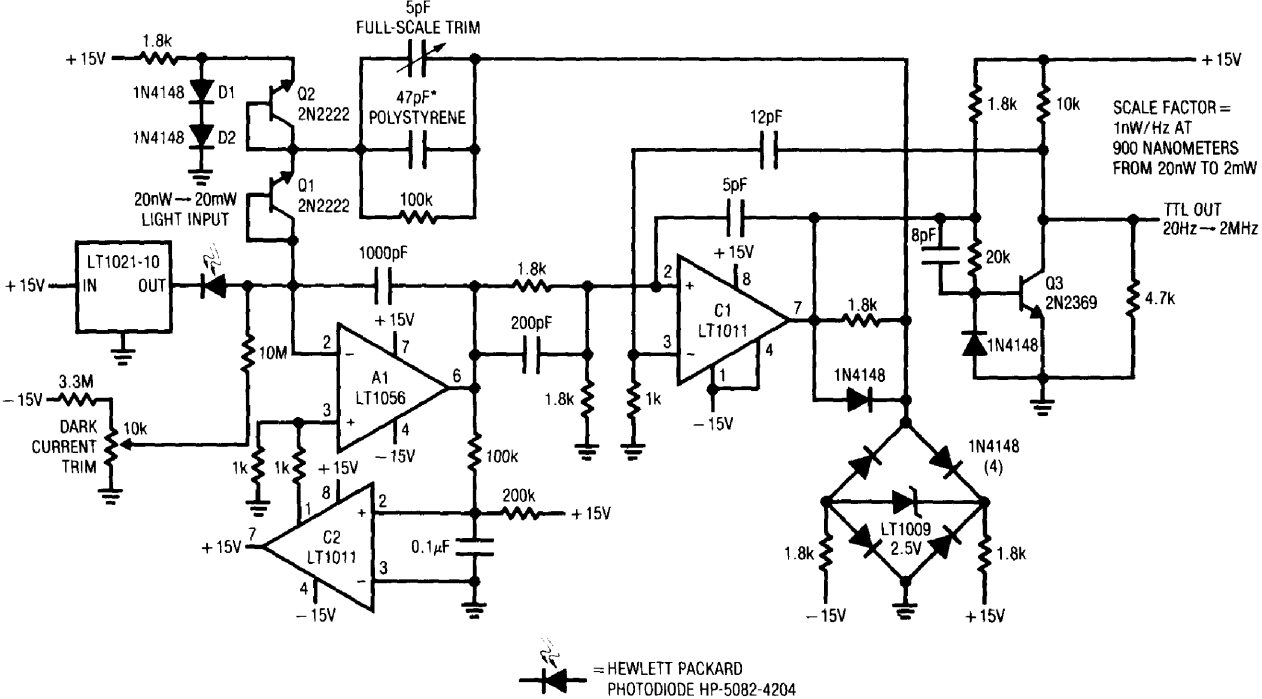 5pF
FULL-SCALE TRIM
1.8k
+15V
1N4148
D1
Q2
2N2222
47pF*
POLYSTYRENE
1N4148
D2
Q1
2N2222
100k
12pF
+15V
1.8k
10k
SCALE FACTOR =
1nW/Hz AT
900 NANOMETERS
FROM 20nW TO 2mW
20nW → 20mW
LIGHT INPUT
5pF
TTL OUT
20Hz → 2MHz
LT1021-10
+15V
IN
OUT
1000pF
1.8k
+15V
2
+
8
C1
LT1011
7
3
−
1
4
−15V
8pF
20k
Q3
2N2369
4.7k
1.8k
1N4148
1N4148
10M
+15V
200pF
2
−
7
A1
LT1056
6
3
+
4
−15V
1.8k
1k
3.3M
−15V
DARK
CURRENT
TRIM
10k
1k
1k
+15V
100k
1N4148
(4)
8
1
2
+
200k
+15V
+15V
7
C2
LT1011
0.1μF
3
−
4
−15V
LT1009
2.5V
1.8k
1.8k
−15V
+15V
= HEWLETT PACKARD
PHOTODIODE HP-5082-4204